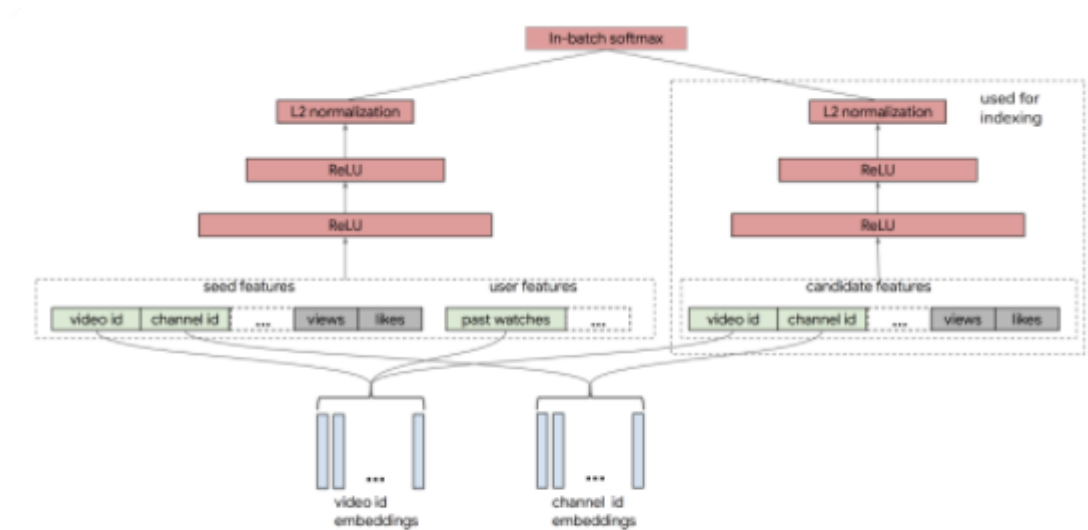 In-batch softmax
L2 normalization
L2 normalization
used for
indexing
ReLU
ReLU
ReLU
ReLU
seed features
user features
candidate features
video id
channel id
...
views
likes
past watches
...
video id
channel id
...
views
likes
...
...
video id
embeddings
channel id
embeddings